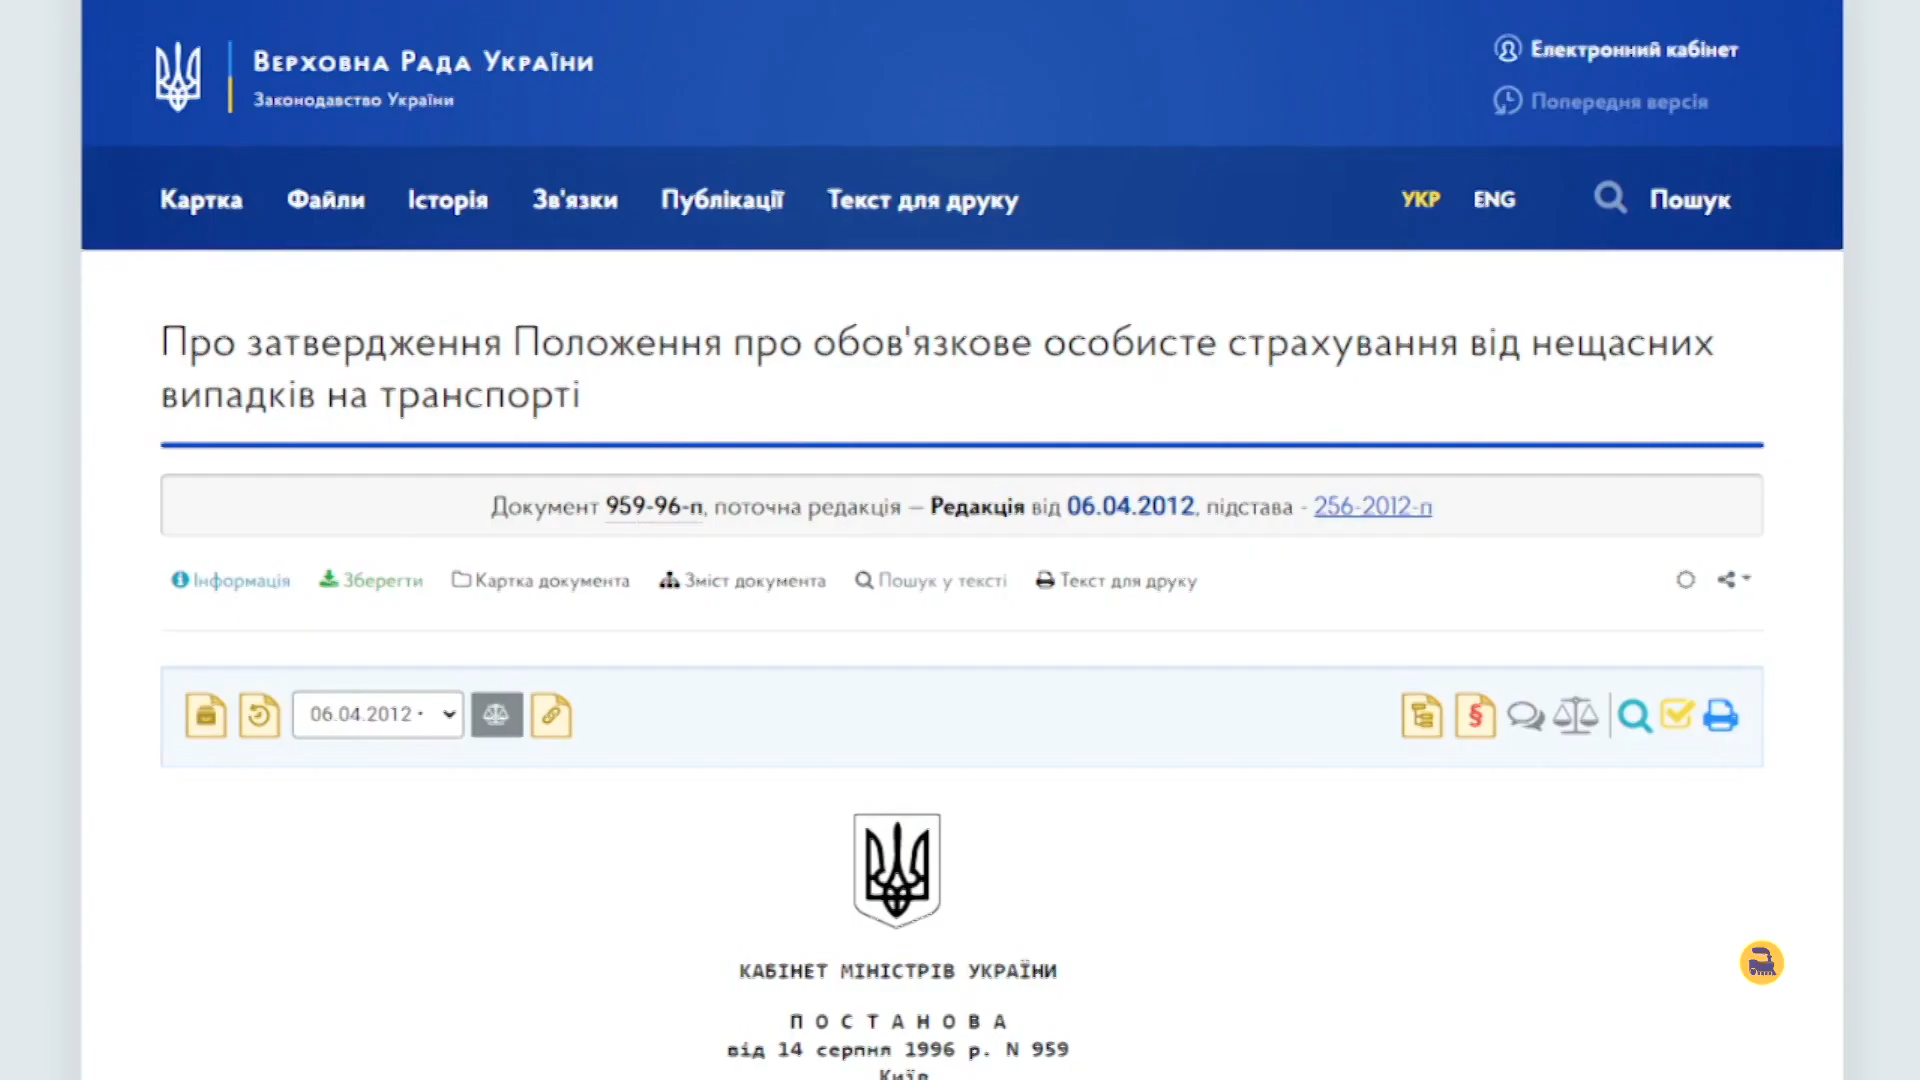 Верховна Рада України
Законодавство України
Електронний кабінет
Попередня версія
Картка Файли Історія Зв'язки Публікації Текст для друку УКР ENG Пошук
Про затвердження Положення про обов'язкове особисте страхування від нещасних
випадків на транспорті
Документ 959-96-п, поточна редакція — Редакція від 06.04.2012, підстава - 256-2012-п
Інформація Зберегти Картка документа Зміст документа Пошук у тексті Текст для друку
06.04.2012
КАБІНЕТ МІНІСТРІВ УКРАЇНИ
П О С Т А Н О В А
від 14 серпня 1996 р. N 959
Київ